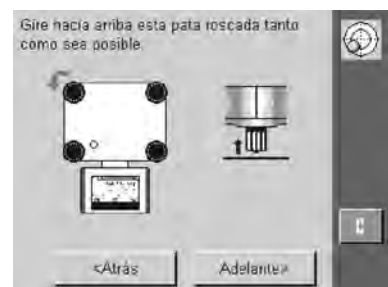 Gire hacia arriba esta pata roscada tanto
como sea posible.
<Atrás
Adelante>